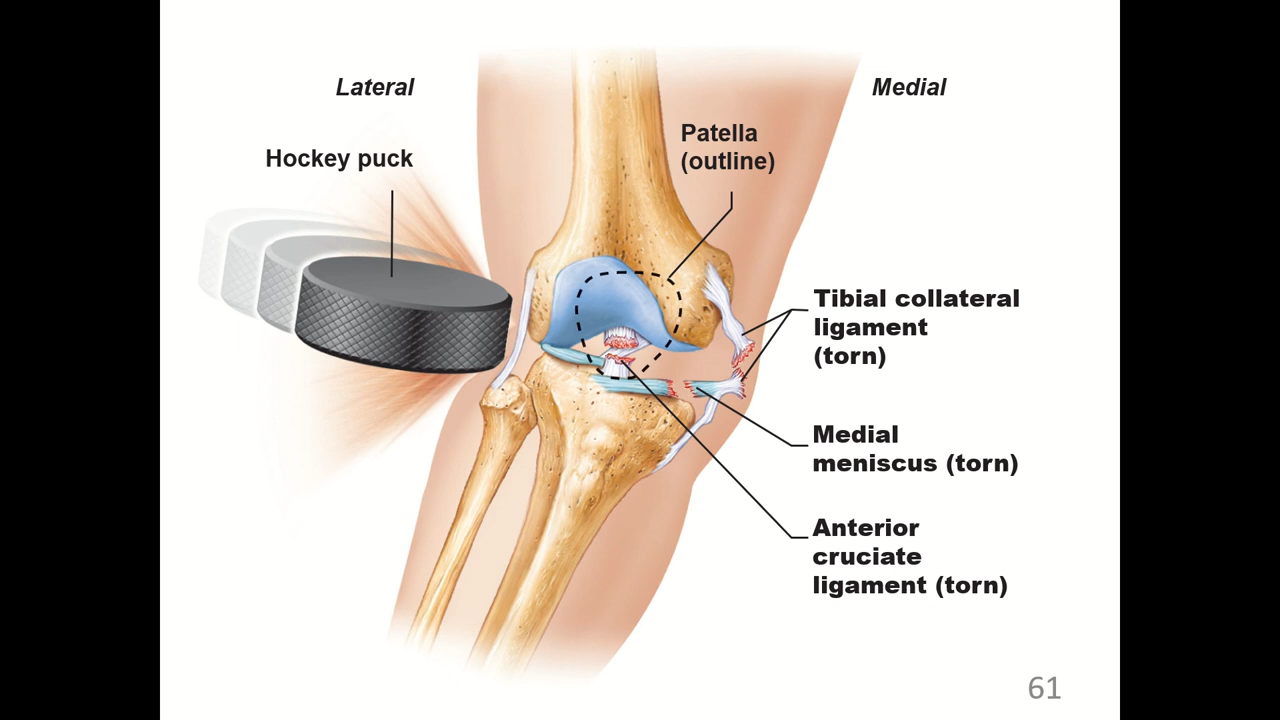 Lateral
Medial
Hockey puck
Patella
(outline)
Tibial collateral
ligament
(torn)
Medial
meniscus (torn)
Anterior
cruciate
ligament (torn)
61